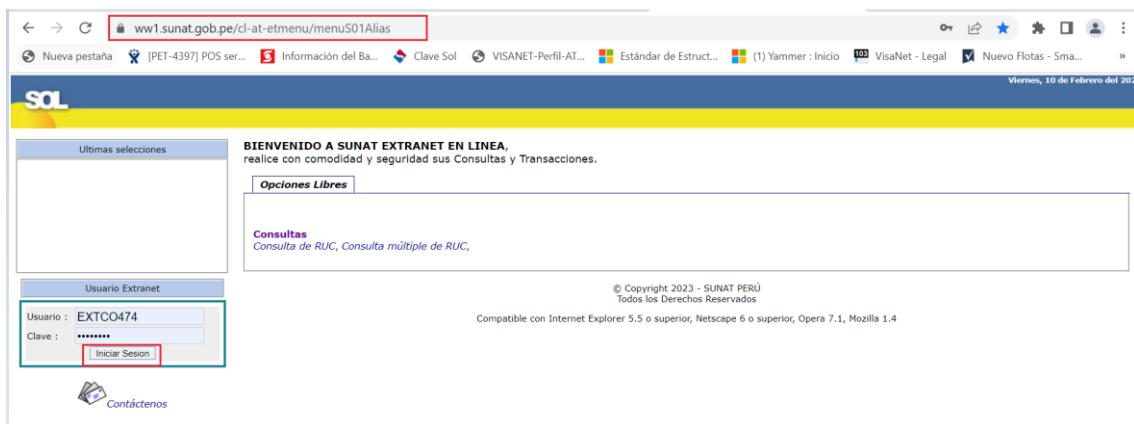 ww1.sunat.gob.pe/cl-at-etmenu/menuS01Alias
Nueva pestaña [PET-4397] POS ser... Información del Ba... Clave Sol VISANET-Perfil-AT... Estándar de Estruct... (1) Yammer : Inicio VisaNet - Legal Nuevo Flotas - Sma... »
Viernes, 10 de Febrero del 202
SOL
Ultimas selecciones
BIENVENIDO A SUNAT EXTRANET EN LINEA,
realice con comodidad y seguridad sus Consultas y Transacciones.
Opciones Libres
Consultas
Consulta de RUC, Consulta múltiple de RUC,
Usuario Extranet
Usuario : EXTCO474
Clave : ••••••••
Iniciar Sesion
Contáctenos
© Copyright 2023 - SUNAT PERÚ
Todos los Derechos Reservados
Compatible con Internet Explorer 5.5 o superior, Netscape 6 o superior, Opera 7.1, Mozilla 1.4